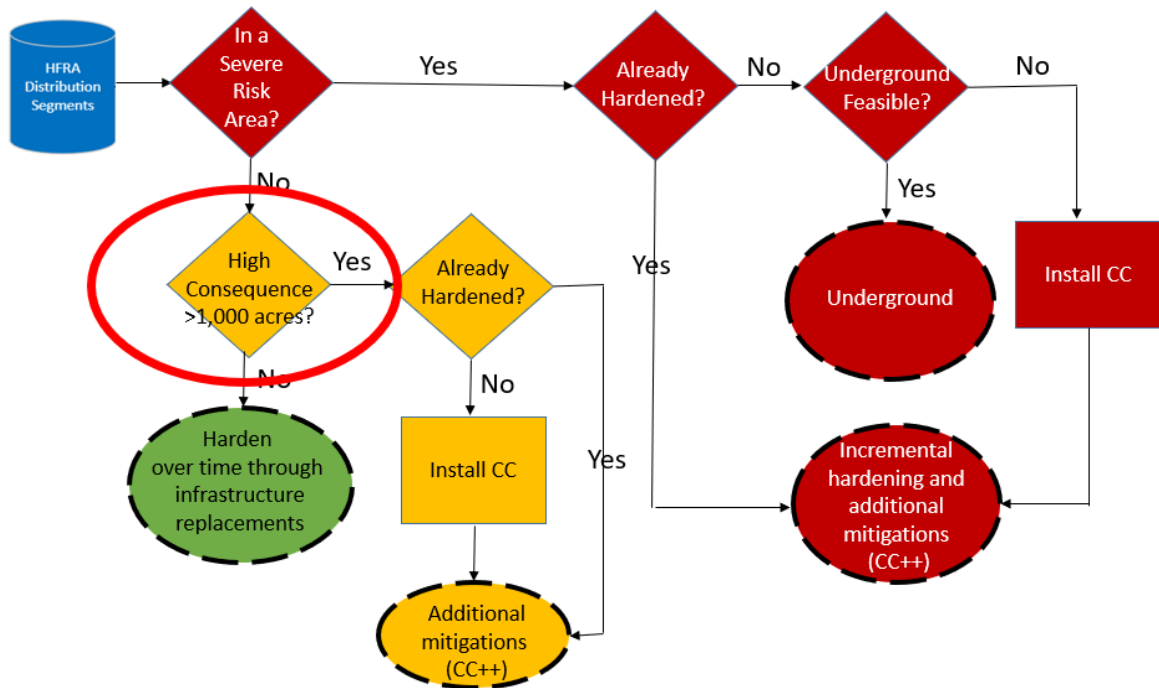 HFRA
Distribution
Segments
In a
Severe
Risk
Area?
Yes
Already
Hardened?
No
Underground
Feasible?
No
No
Yes
High
Consequence
>1,000 acres?
Yes
Already
Hardened?
Yes
Underground
Install CC
No
No
Harden
over time through
infrastructure
replacements
Install CC
Yes
Incremental
hardening and
additional
mitigations
(CC++)
Additional
mitigations
(CC++)